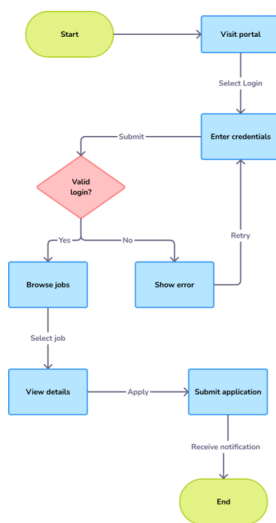 Start
Visit portal
Select Login
Submit
Enter credentials
Valid
login?
Retry
Yes
No
Browse jobs
Show error
Select job
View details
Apply
Submit application
Receive notification
End